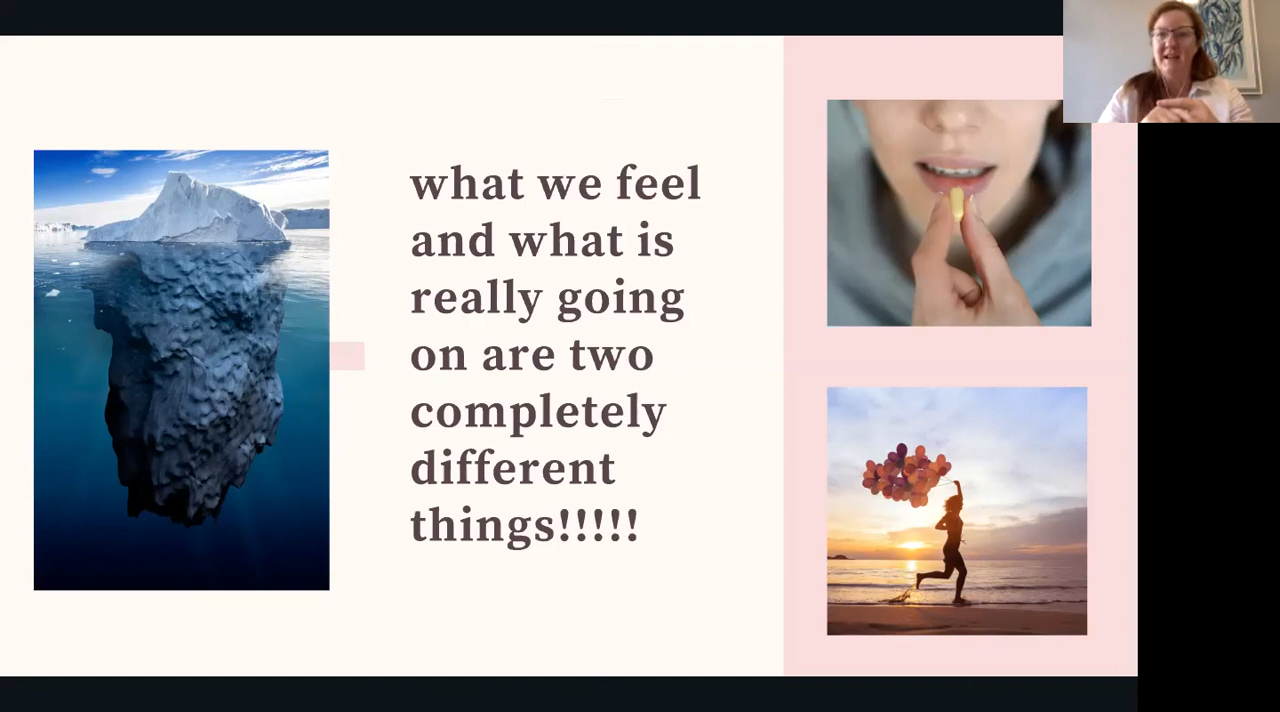 what we feel
and what is
really going
on are two
completely
different
things!!!!!